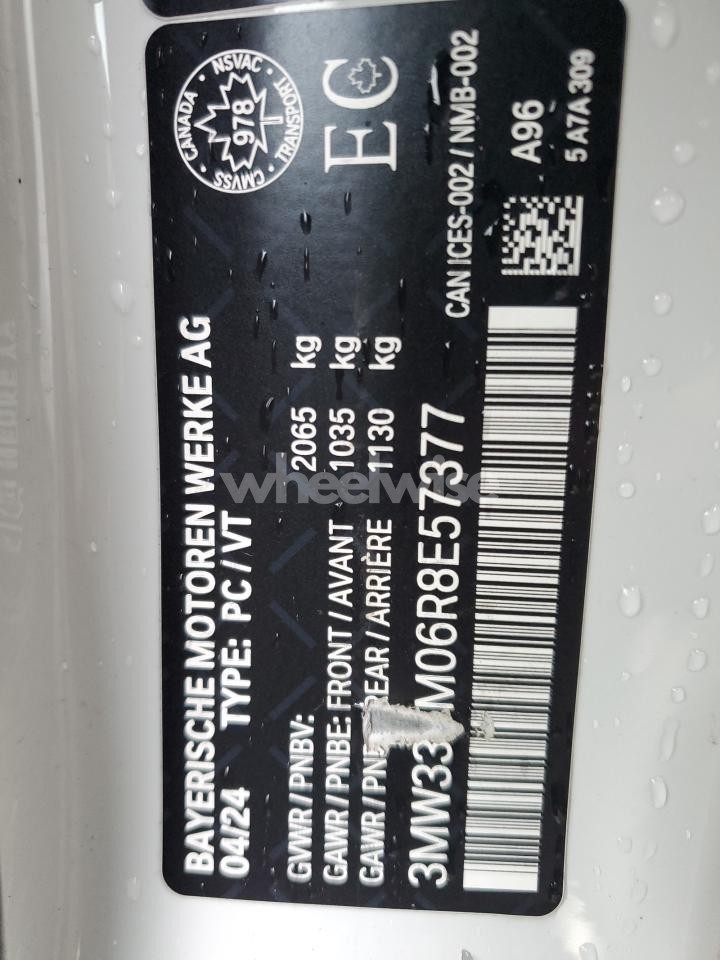 BAYERISCHE MOTOREN WERKE AG
04/24 TYPE: PC/VT
GVWR/PNBV: 2065 kg
GAWR/PNBE: FRONT/AVANT 1035 kg
GAWR/ REAR/ARRIÈRE 1130 kg
CANADA NSVAC TRANSPORT CMVSS
978
EC
CAN ICES-002 / NMB-002
A96
5 A7A 309
wheelwise